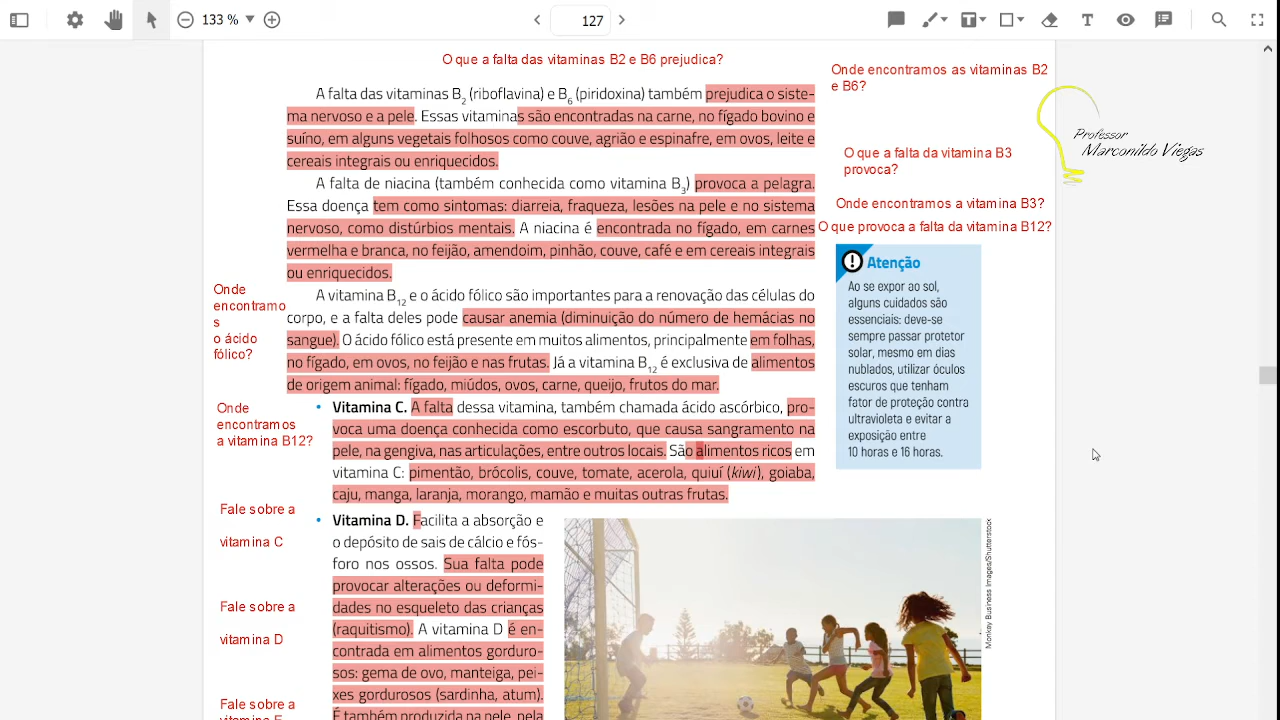 133 %
127
O que a falta das vitaminas B2 e B6 prejudica?
Onde encontramos as vitaminas B2
e B6?
A falta das vitaminas B2 (riboflavina) e B6 (piridoxina) também prejudica o siste-
ma nervoso e a pele. Essas vitaminas são encontradas na carne, no fígado bovino e
suíno, em alguns vegetais folhosos como couve, agrião e espinafre, em ovos, leite e
cereais integrais ou enriquecidos.
Professor
Marconildo Viegas
O que a falta da vitamina B3
provoca?
A falta de niacina (também conhecida como vitamina B3) provoca a pelagra.
Essa doença tem como sintomas: diarreia, fraqueza, lesões na pele e no sistema
nervoso, como distúrbios mentais. A niacina é encontrada no fígado, em carnes
vermelha e branca, no feijão, amendoim, pinhão, couve, café e em cereais integrais
ou enriquecidos.
Onde encontramos a vitamina B3?
O que provoca a falta da vitamina B12?
Atenção
Ao se expor ao sol,
alguns cuidados são
essenciais: deve-se
sempre passar protetor
solar, mesmo em dias
nublados, utilizar óculos
escuros que tenham
fator de proteção contra
ultravioleta e evitar a
exposição entre
10 horas e 16 horas.
Onde
encontramo
s
o ácido
fólico?
A vitamina B12 e o ácido fólico são importantes para a renovação das células do
corpo, e a falta deles pode causar anemia (diminuição do número de hemácias no
sangue). O ácido fólico está presente em muitos alimentos, principalmente em folhas,
no fígado, em ovos, no feijão e nas frutas. Já a vitamina B12 é exclusiva de alimentos
de origem animal: fígado, miúdos, ovos, carne, queijo, frutos do mar.
Onde
encontramos
a vitamina B12?
• Vitamina C. A falta dessa vitamina, também chamada ácido ascórbico, pro-
voca uma doença conhecida como escorbuto, que causa sangramento na
pele, na gengiva, nas articulações, entre outros locais. São alimentos ricos em
vitamina C: pimentão, brócolis, couve, tomate, acerola, quiuí (kiwi), goiaba,
caju, manga, laranja, morango, mamão e muitas outras frutas.
Fale sobre a
vitamina C
• Vitamina D. Facilita a absorção e
o depósito de sais de cálcio e fós-
foro nos ossos. Sua falta pode
provocar alterações ou deformi-
dades no esqueleto das crianças
(raquitismo). A vitamina D é en-
contrada em alimentos gorduro-
sos: gema de ovo, manteiga, pei-
xes gordurosos (sardinha, atum).
É também produzida na pele, pela
Fale sobre a
vitamina D
Fale sobre a
vitamina E
Monkey Business Images/Shutterstock